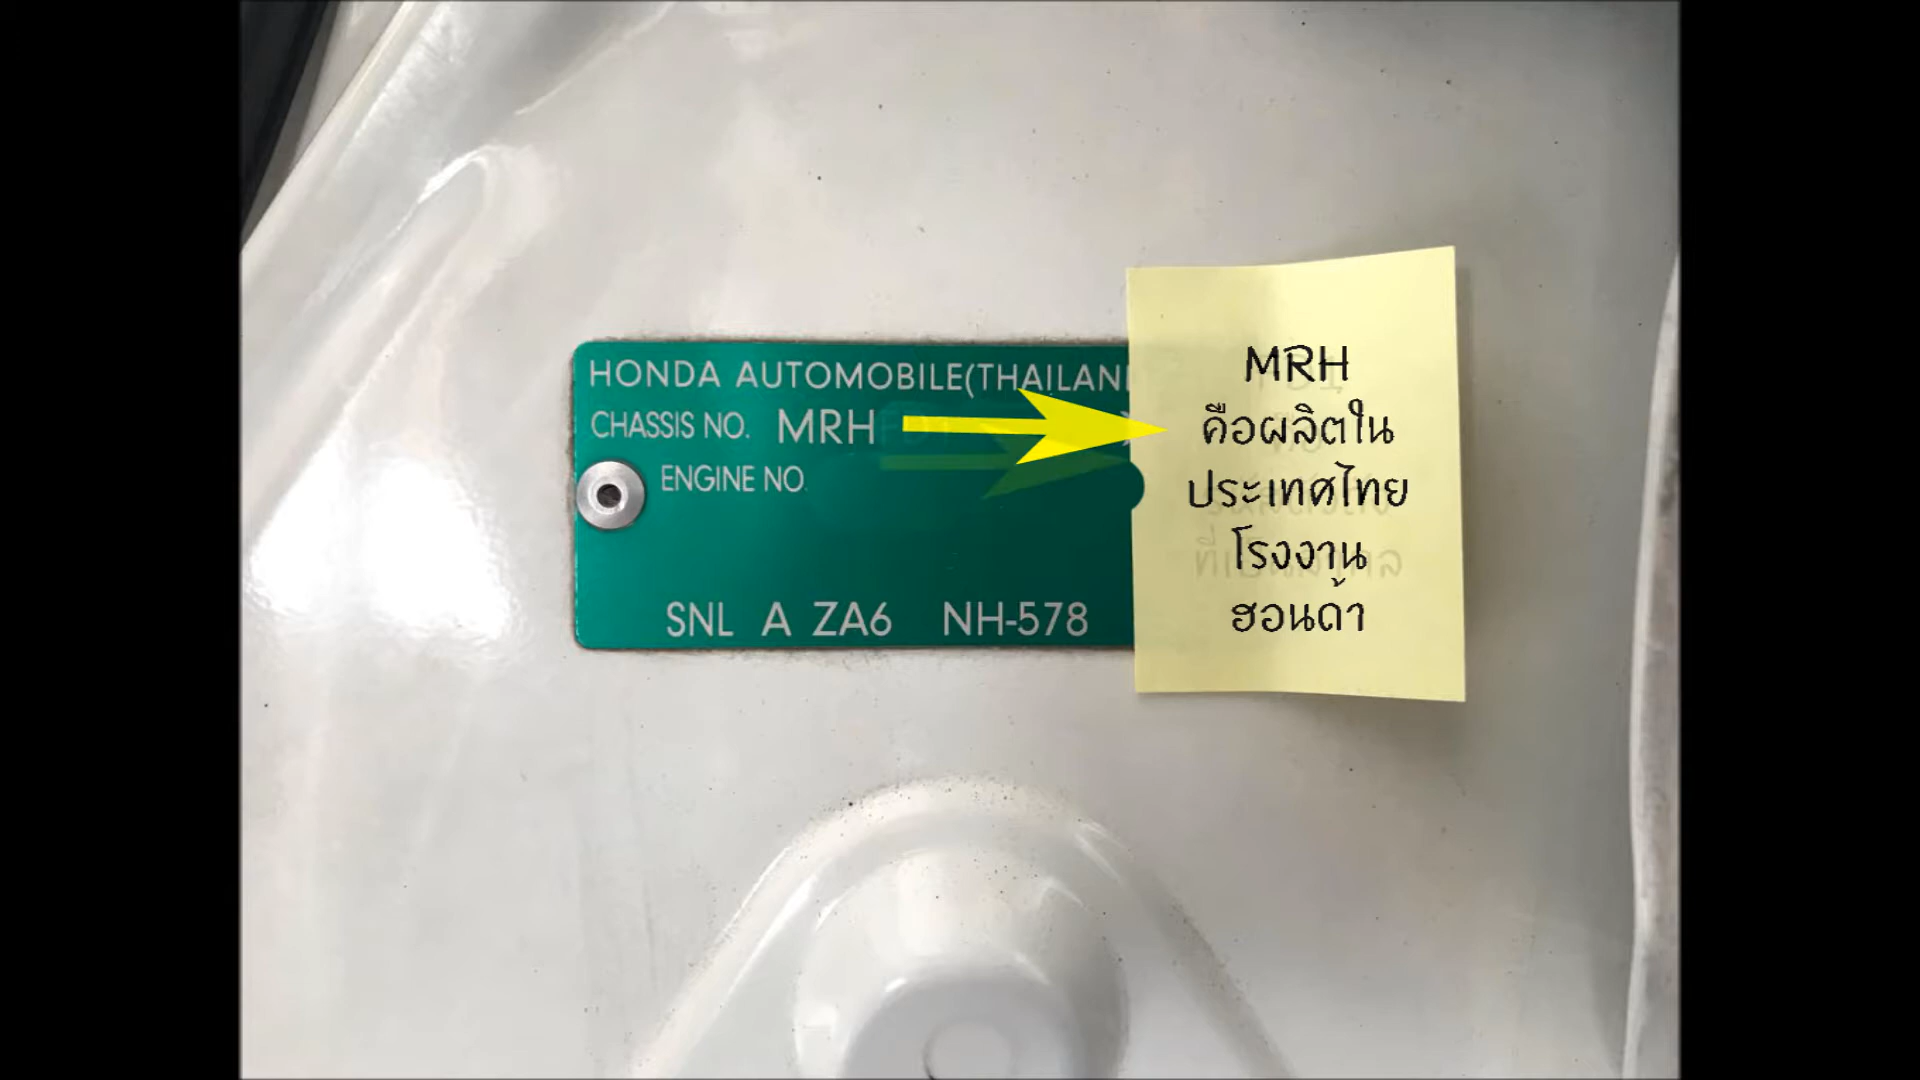 HONDA AUTOMOBILE(THAILAN
CHASSIS NO. MRH
ENGINE NO.
SNL A ZA6 NH-578
MRH
คือผลิตใน
ประเทศไทย
โรงงาน
ฮอนด้า